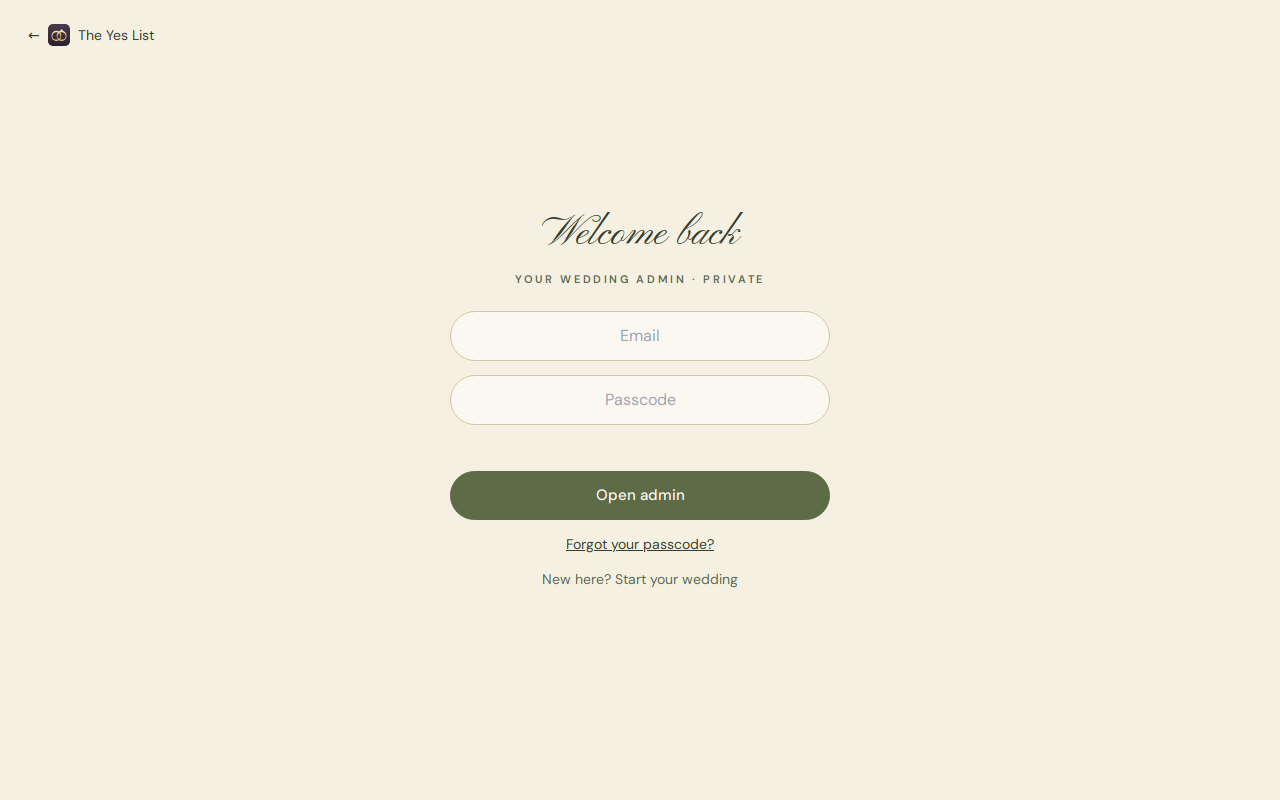 ← The Yes List
Welcome back
YOUR WEDDING ADMIN · PRIVATE
Email
Passcode
Open admin
Forgot your passcode?
New here? Start your wedding